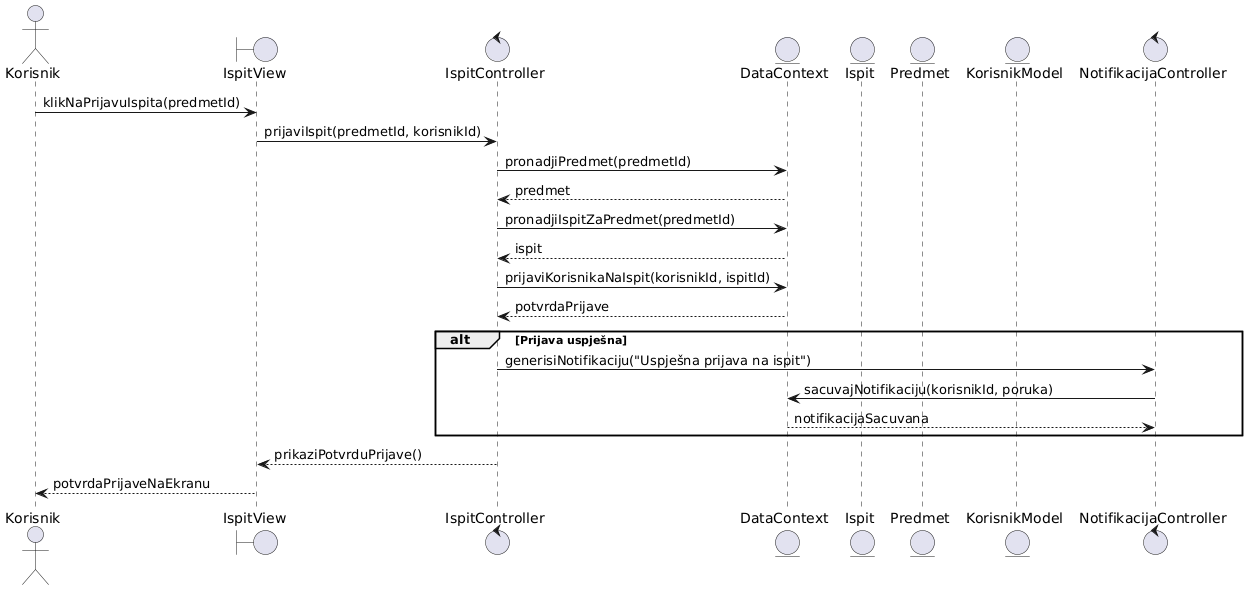 Korisnik IspitView IspitController DataContext Ispit Predmet KorisnikModel NotifikacijaController
klikNaPrijavuIspita(predmetId)
prijaviIspit(predmetId, korisnikId)
pronadjiPredmet(predmetId)
predmet
pronadjiIspitZaPredmet(predmetId)
ispit
prijaviKorisnikaNaIspit(korisnikId, ispitId)
potvrdaPrijave
alt [Prijava uspješna]
generisiNotifikaciju("Uspješna prijava na ispit")
sacuvajNotifikaciju(korisnikId, poruka)
notifikacijaSacuvana
prikaziPotvrduPrijave()
potvrdaPrijaveNaEkranu
Korisnik IspitView IspitController DataContext Ispit Predmet KorisnikModel NotifikacijaController